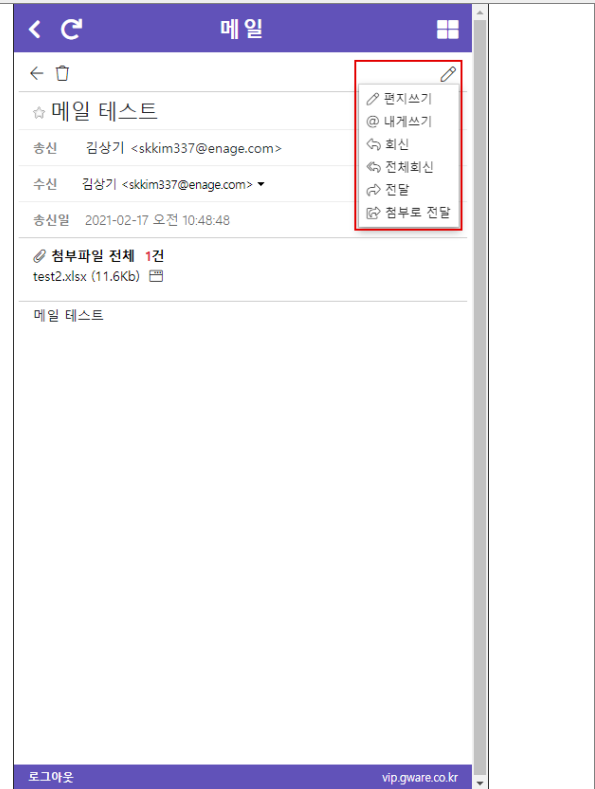 메일
메일 테스트
송신 김상기 <skkim337@enage.com>
수신 김상기 <skkim337@enage.com>
송신일 2021-02-17 오전 10:48:48
편지쓰기
@ 내게쓰기
회신
전체회신
전달
첨부로 전달
첨부파일 전체 1건
test2.xlsx (11.6Kb)
메일 테스트
로그아웃 vip.gware.co.kr